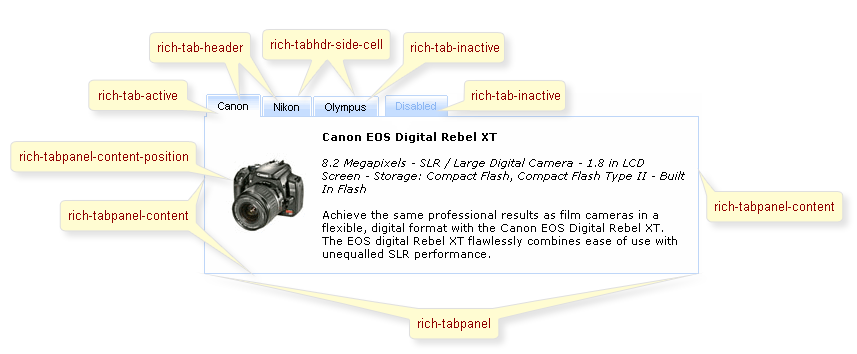 rich-tab-header
rich-tabhdr-side-cell
rich-tab-inactive
rich-tab-active
rich-tab-inactive
Canon
Nikon
Olympus
Disabled
Canon EOS Digital Rebel XT
rich-tabpanel-content-position
8.2 Megapixels - SLR / Large Digital Camera - 1.8 in LCD
Screen - Storage: Compact Flash, Compact Flash Type II - Built
In Flash
rich-tabpanel-content
rich-tabpanel-content
Achieve the same professional results as film cameras in a
flexible, digital format with the Canon EOS Digital Rebel XT.
The EOS digital Rebel XT flawlessly combines ease of use with
unequalled SLR performance.
rich-tabpanel